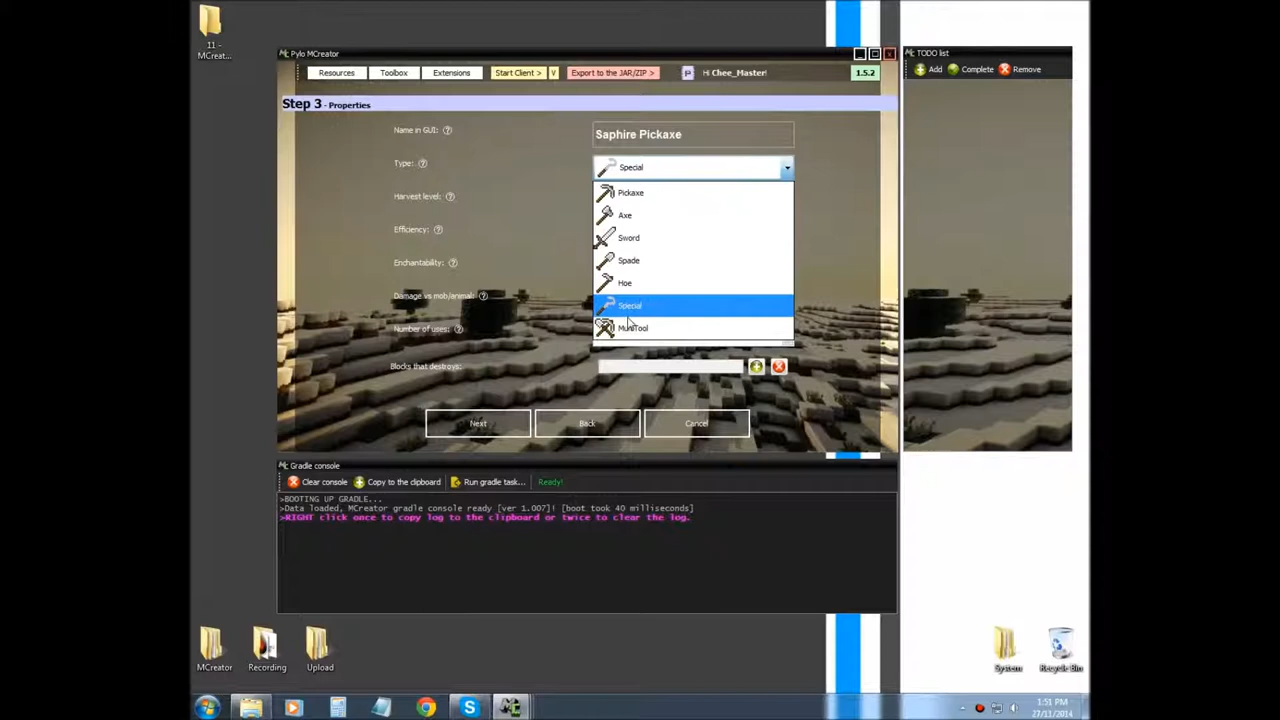 11 -
MCreat...
Pylo MCreator
TODO list
Resources
Toolbox
Extensions
Start Client >
v
Export to the JAR/ZIP >
Hi Chee_Master!
1.5.2
Add
Complete
Remove
Step 3 - Properties
Name in GUI:
Saphire Pickaxe
Type:
Special
Pickaxe
Harvest level:
Axe
Efficiency:
Sword
Enchantability:
Spade
Hoe
Damage vs mob/animal:
Special
Number of uses:
MultiTool
Blocks that destroys:
Next
Back
Cancel
Gradle console
Clear console
Copy to the clipboard
Run gradle task...
Ready!
>BOOTING UP GRADLE...
>Data loaded, MCreator gradle console ready [ver 1.007]! [boot took 40 milliseconds]
>RIGHT click once to copy log to the clipboard or twice to clear the log.
MCreator
Recording
Upload
System
Recycle Bin
1:51 PM
27/11/2014